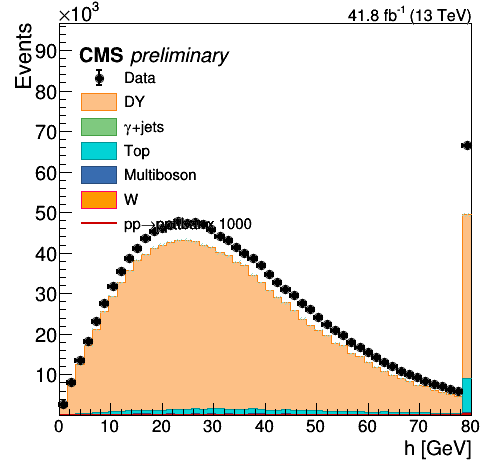 ×10³
41.8 fb⁻¹ (13 TeV)
Events
CMS preliminary
Data
DY
γ+jets
Top
Multiboson
W
1000
90
80
70
60
50
40
30
20
10
0 10 20 30 40 50 60 70 80
h [GeV]